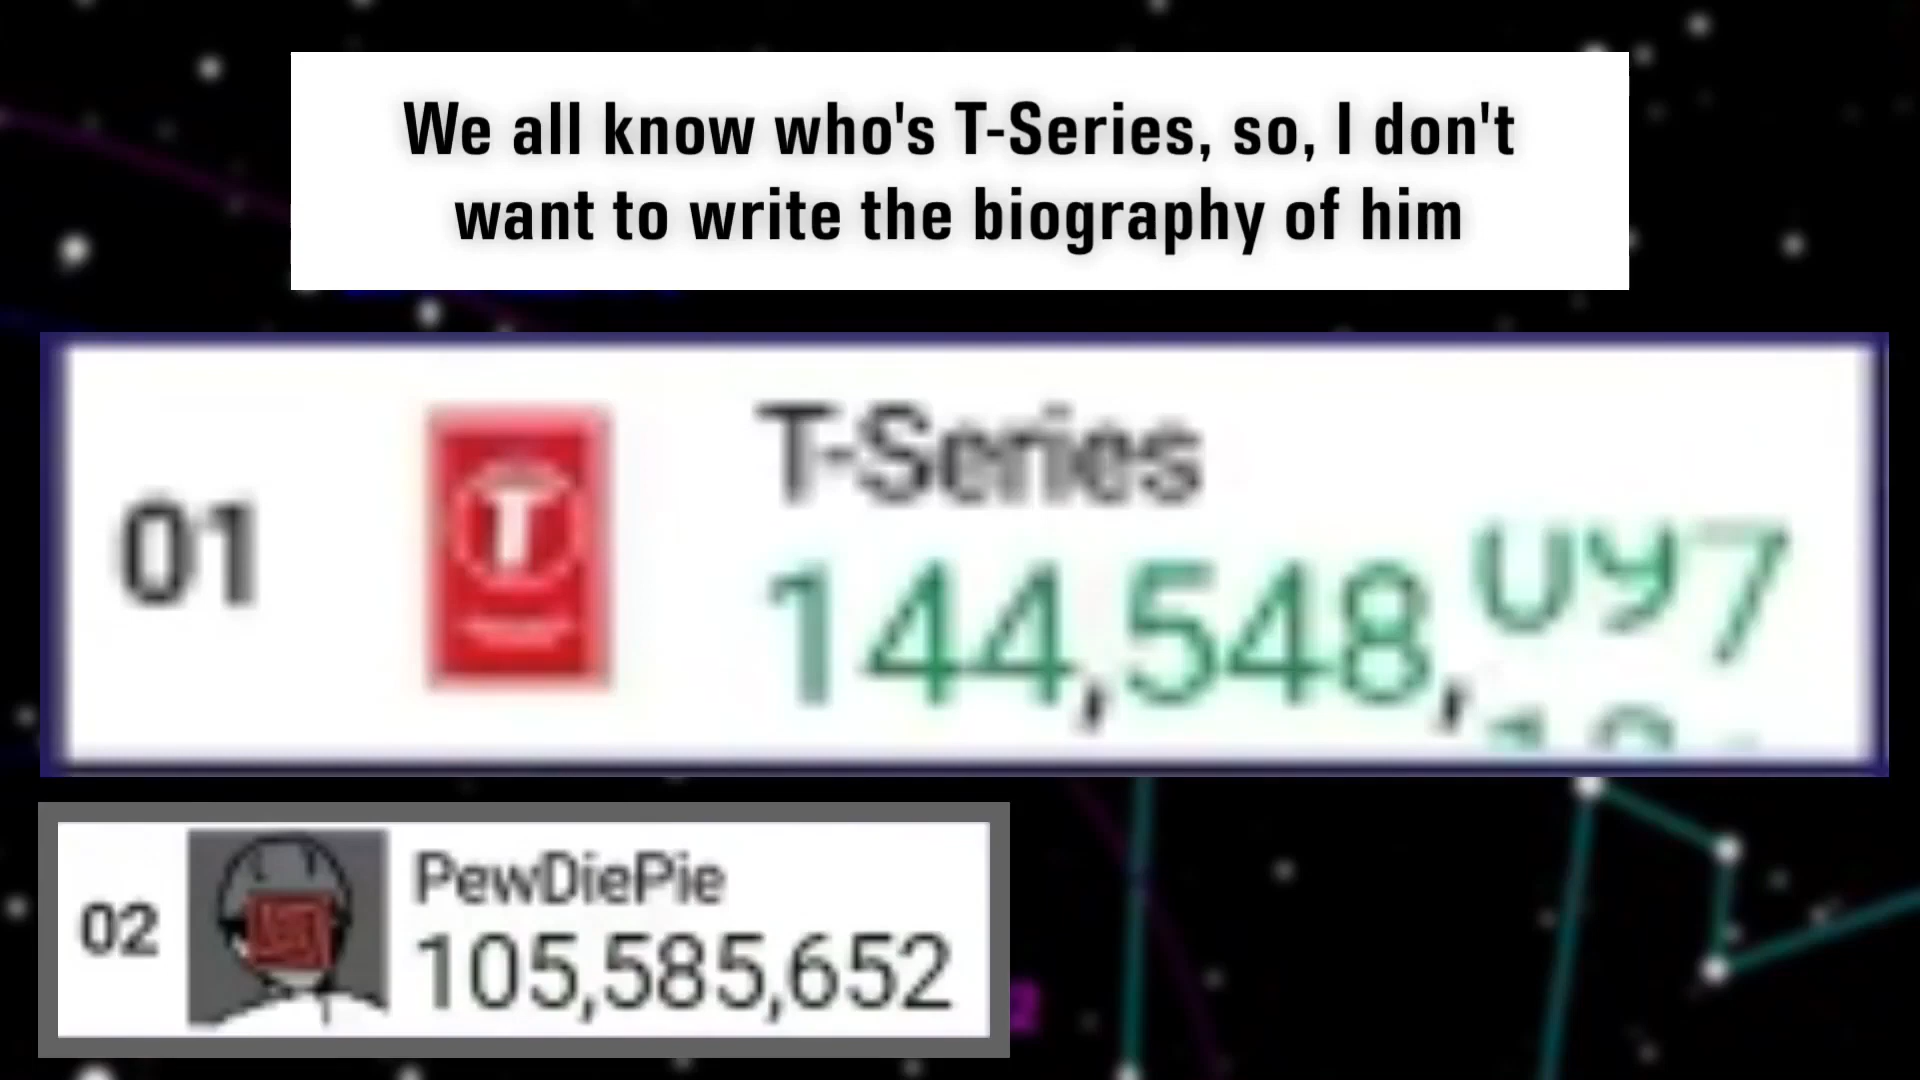 We all know who's T-Series, so, I don't
want to write the biography of him
01
T
T-Series
144,548,
02
PewDiePie
105,585,652